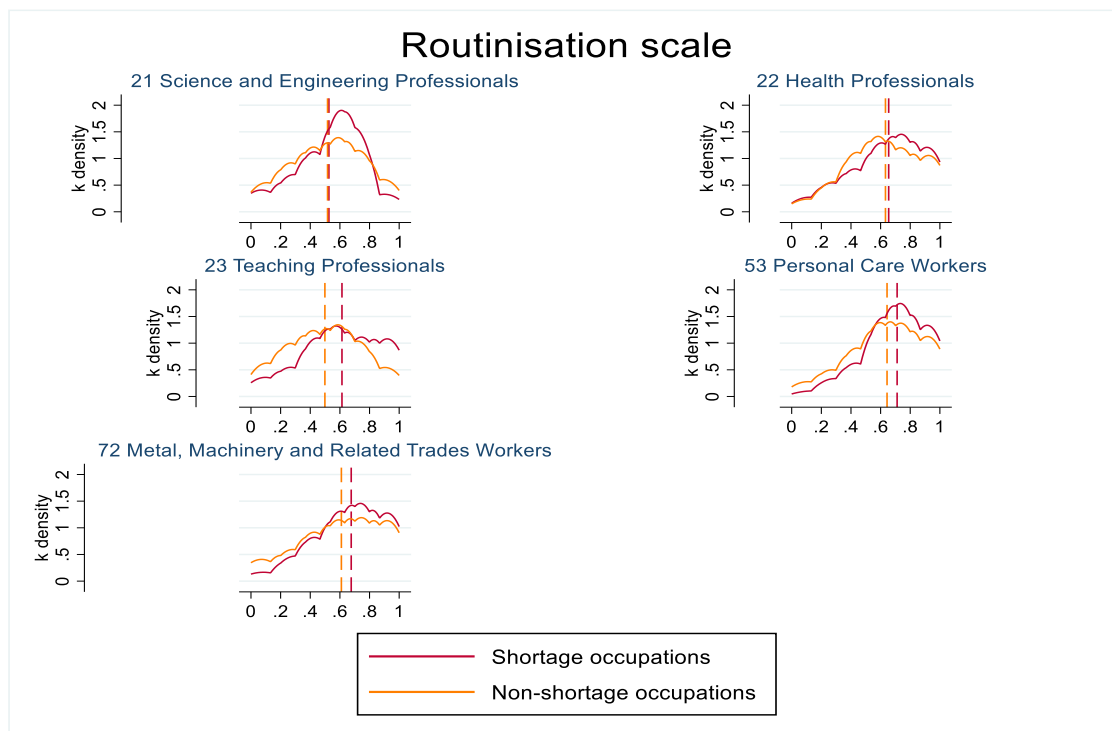 Routinisation scale
21 Science and Engineering Professionals
k density
2
1.5
1
.5
0
0 .2 .4 .6 .8 1
22 Health Professionals
k density
2
1.5
1
.5
0
0 .2 .4 .6 .8 1
23 Teaching Professionals
k density
2
1.5
1
.5
0
0 .2 .4 .6 .8 1
53 Personal Care Workers
k density
2
1.5
1
.5
0
0 .2 .4 .6 .8 1
72 Metal, Machinery and Related Trades Workers
k density
2
1.5
1
.5
0
0 .2 .4 .6 .8 1
Shortage occupations
Non-shortage occupations